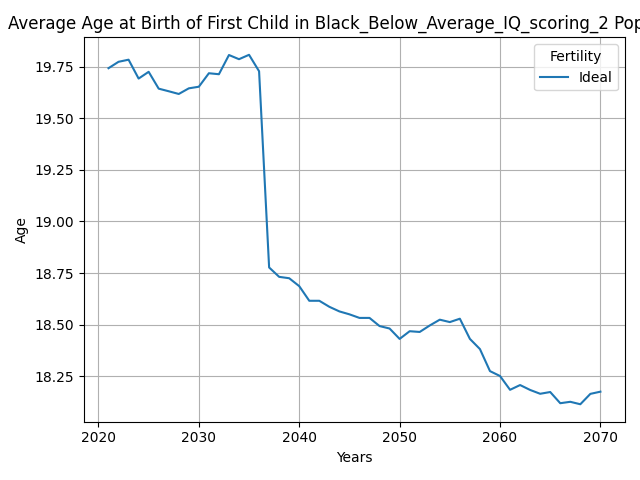 Average Age at Birth of First Child in Black_Below_Average_IQ_scoring_2 Pop
Fertility
Ideal
19.75
19.50
19.25
19.00
18.75
18.50
18.25
Age
2020 2030 2040 2050 2060 2070
Years